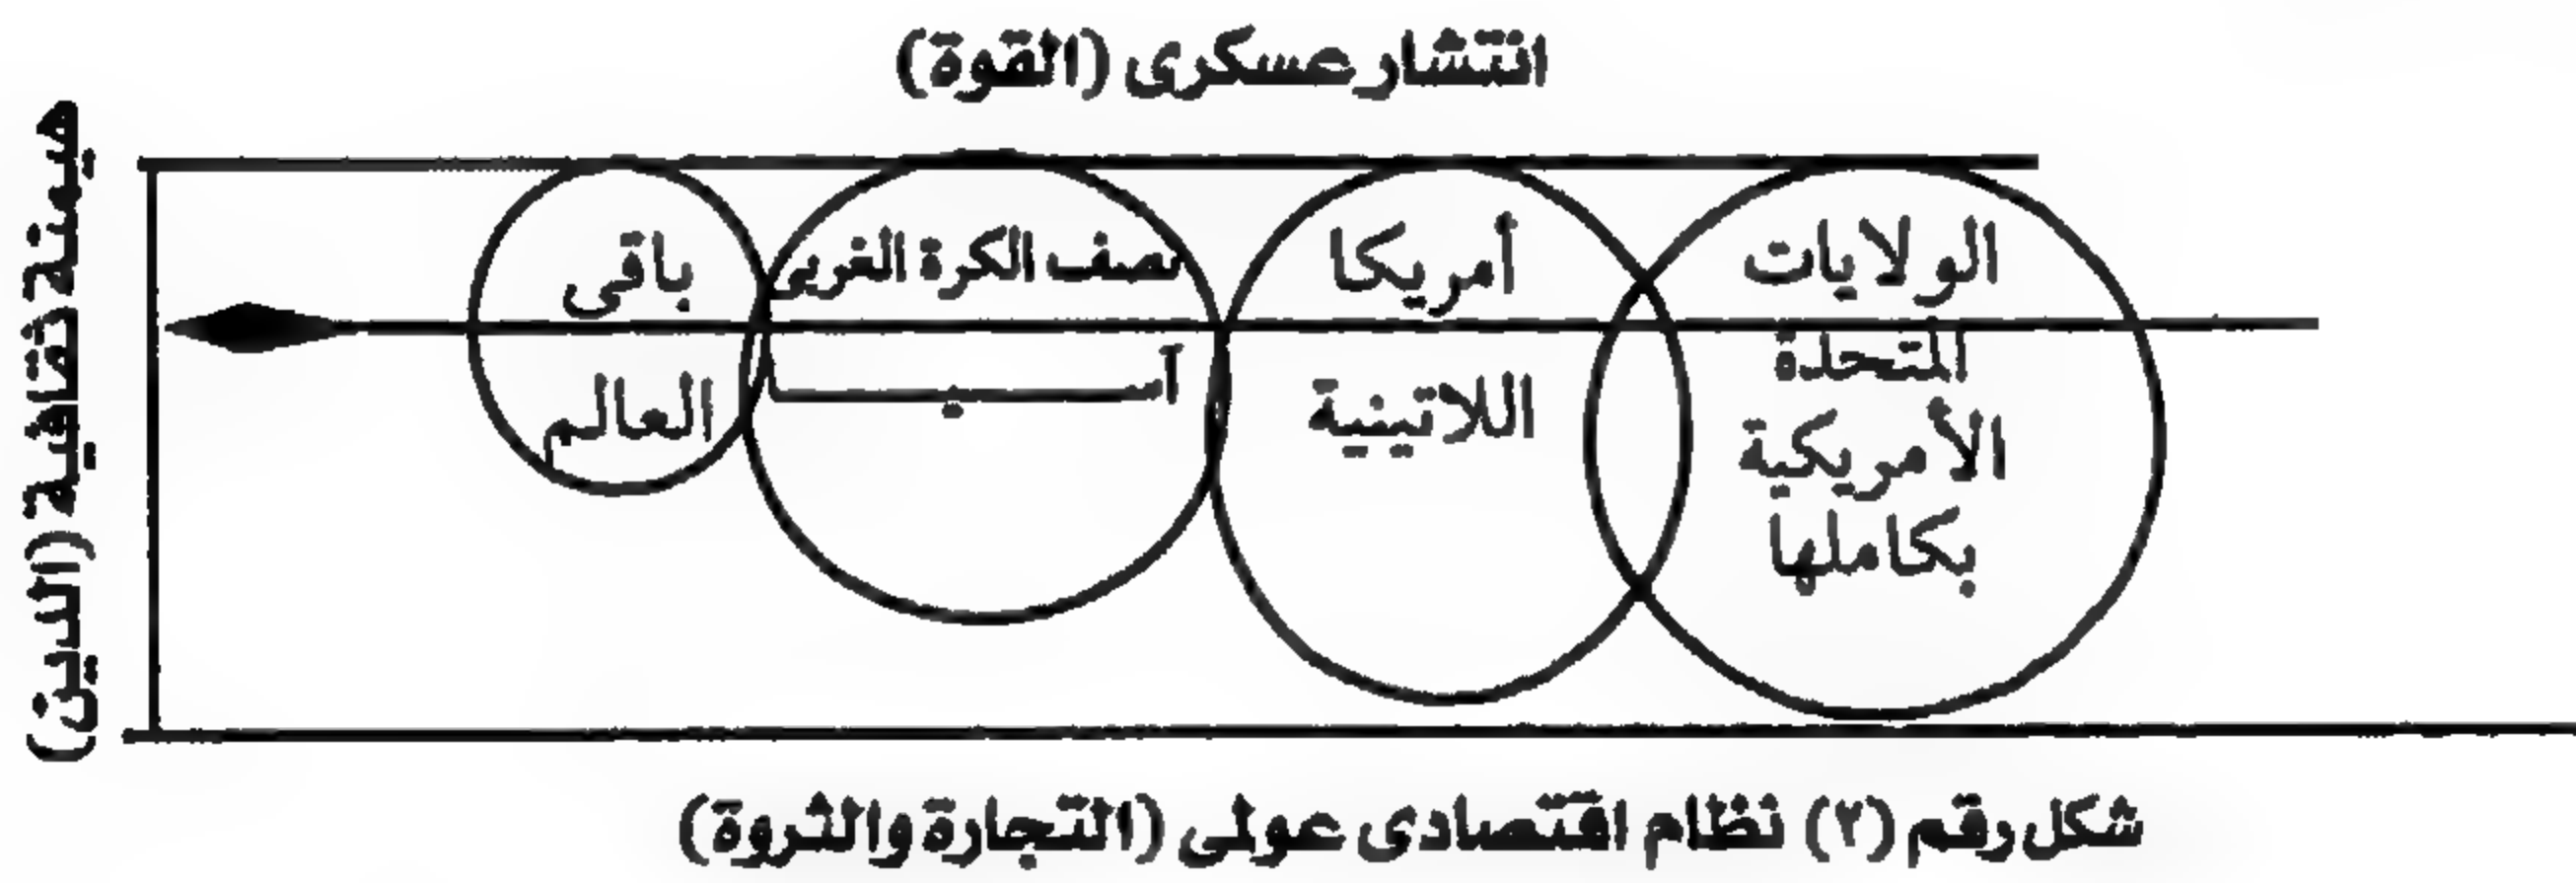 انتشار عسكرى (القوة)
هيمنة ثقافية (الدين)
الولايات
المتحدة
الأمريكية
بكاملها
أمريكا
اللاتينية
نصف الكرة الغربى
باقى
العالم
شكل رقم (٢) نظام اقتصادى عولمى (التجارة والثروة)